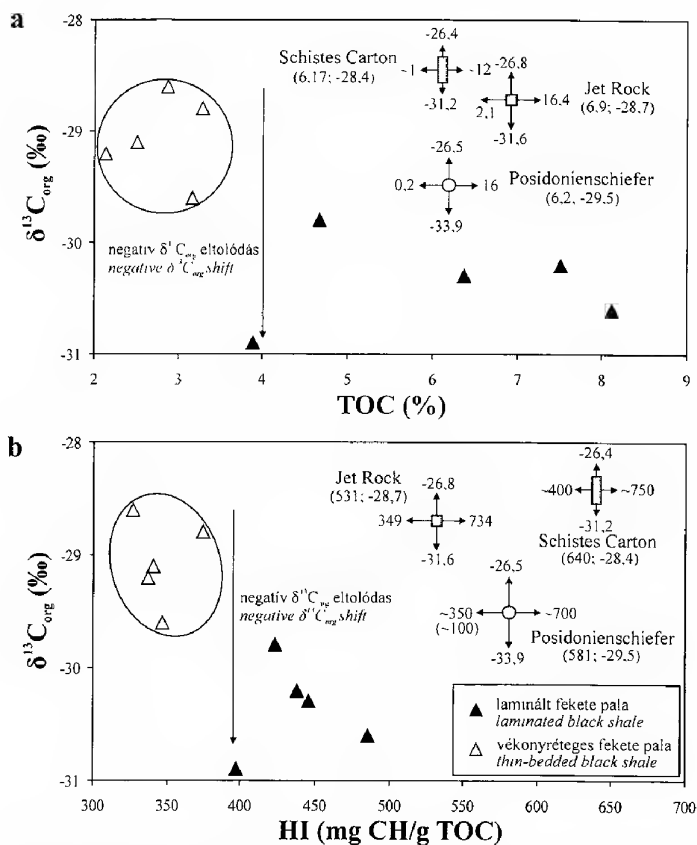 a
-28
-29
-30
-31
δ¹³C_org (‰)
2
3
4
5
6
7
8
9
TOC (%)
Schistes Carton
(6.17; -28.4)
-26.4
~1
~12
-31.2
Jet Rock
(6.9; -28.7)
-26.8
2,1
16.4
-31.6
Posidonienschiefer
(6.2, -29.5)
-26.5
0,2
16
-33.9
negatív δ¹³C_org eltolódás
negative δ¹³C_org shift
b
-28
-29
-30
-31
δ¹³C_org (‰)
300
350
400
450
500
550
600
650
700
HI (mg CH/g TOC)
Jet Rock
(531; -28,7)
-26.8
349
734
-31.6
-26,4
~400
~750
-31.2
Schistes Carton
(640; -28.4)
-26.5
~350
(~100)
~700
-33.9
Posidonienschiefer
(581; -29.5)
negatív δ¹³C_org eltolódás
negative δ¹³C_org shift
laminált fekete pala
laminated black shale
vékonyréteges fekete pala
thin-bedded black shale